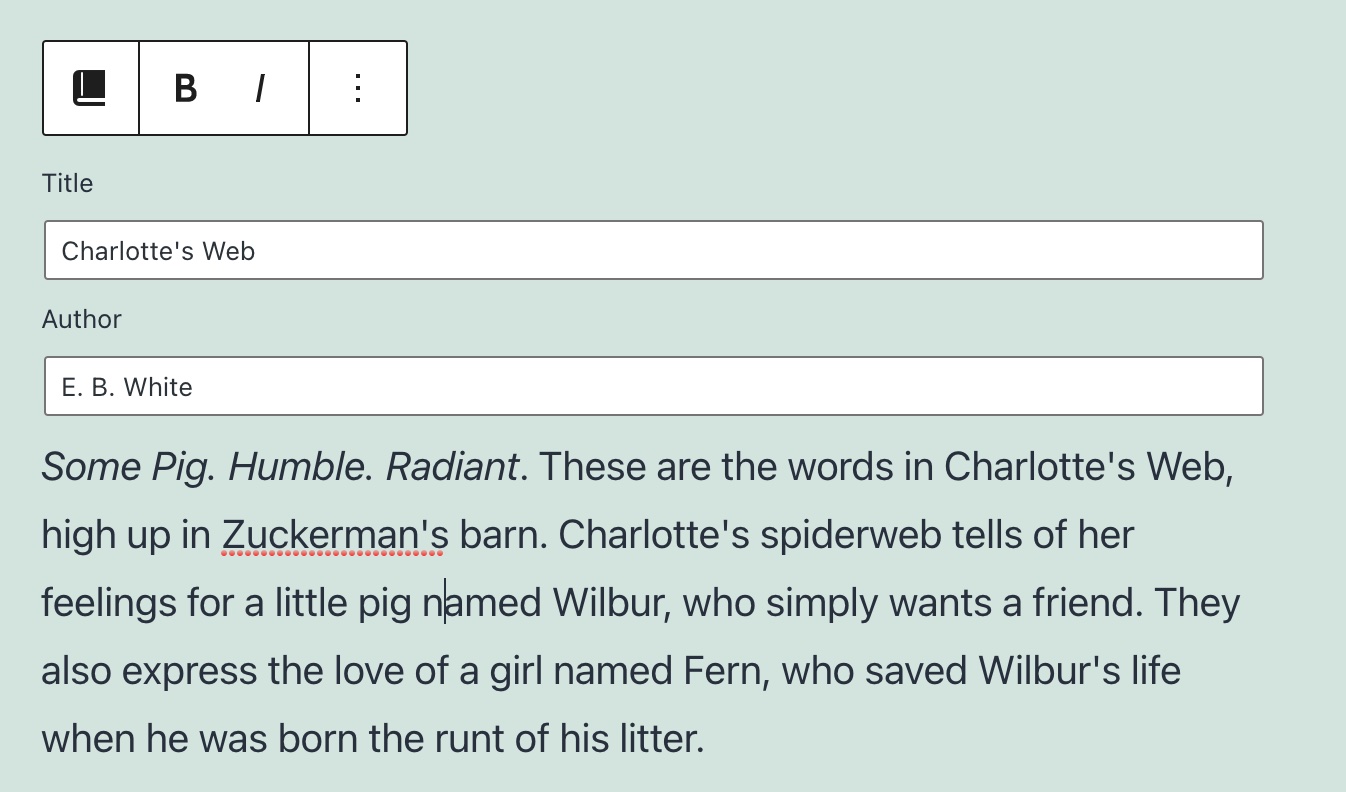 B I
Title
Charlotte's Web
Author
E. B. White
Some Pig. Humble. Radiant. These are the words in Charlotte's Web,
high up in Zuckerman's barn. Charlotte's spiderweb tells of her
feelings for a little pig named Wilbur, who simply wants a friend. They
also express the love of a girl named Fern, who saved Wilbur's life
when he was born the runt of his litter.